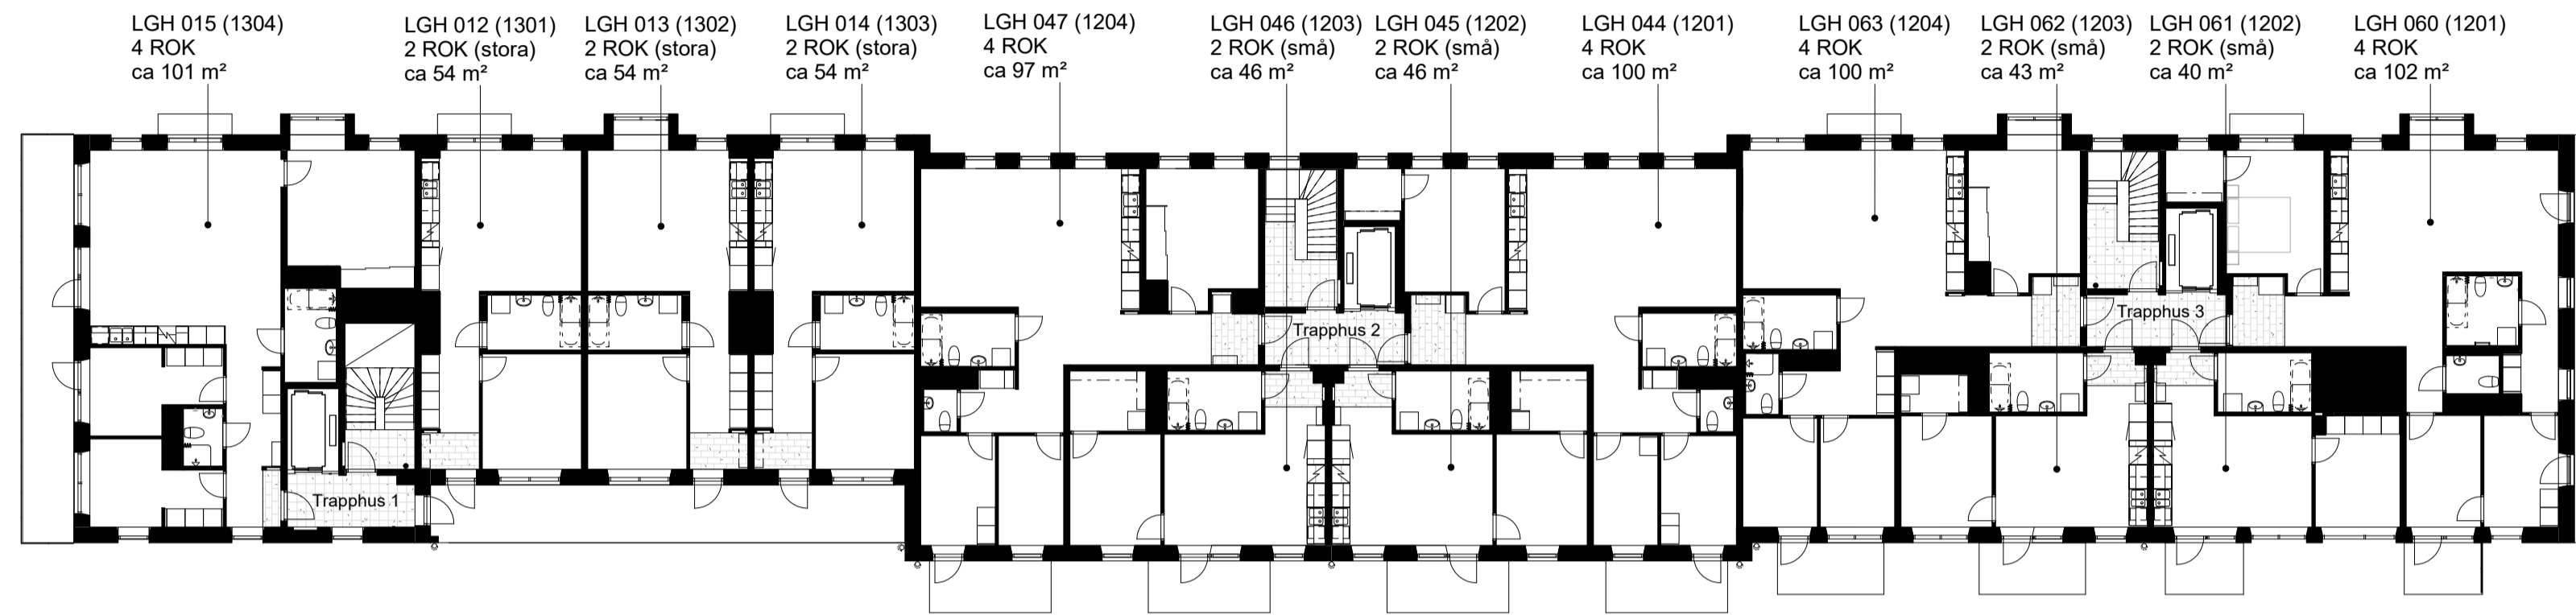 LGH 015 (1304)
4 ROK
ca 101 m²
LGH 012 (1301)
2 ROK (stora)
ca 54 m²
LGH 013 (1302)
2 ROK (stora)
ca 54 m²
LGH 014 (1303)
2 ROK (stora)
ca 54 m²
LGH 047 (1204)
4 ROK
ca 97 m²
LGH 046 (1203)
2 ROK (små)
ca 46 m²
LGH 045 (1202)
2 ROK (små)
ca 46 m²
LGH 044 (1201)
4 ROK
ca 100 m²
LGH 063 (1204)
4 ROK
ca 100 m²
LGH 062 (1203)
2 ROK (små)
ca 43 m²
LGH 061 (1202)
2 ROK (små)
ca 40 m²
LGH 060 (1201)
4 ROK
ca 102 m²
Trapphus 1
Trapphus 2
Trapphus 3